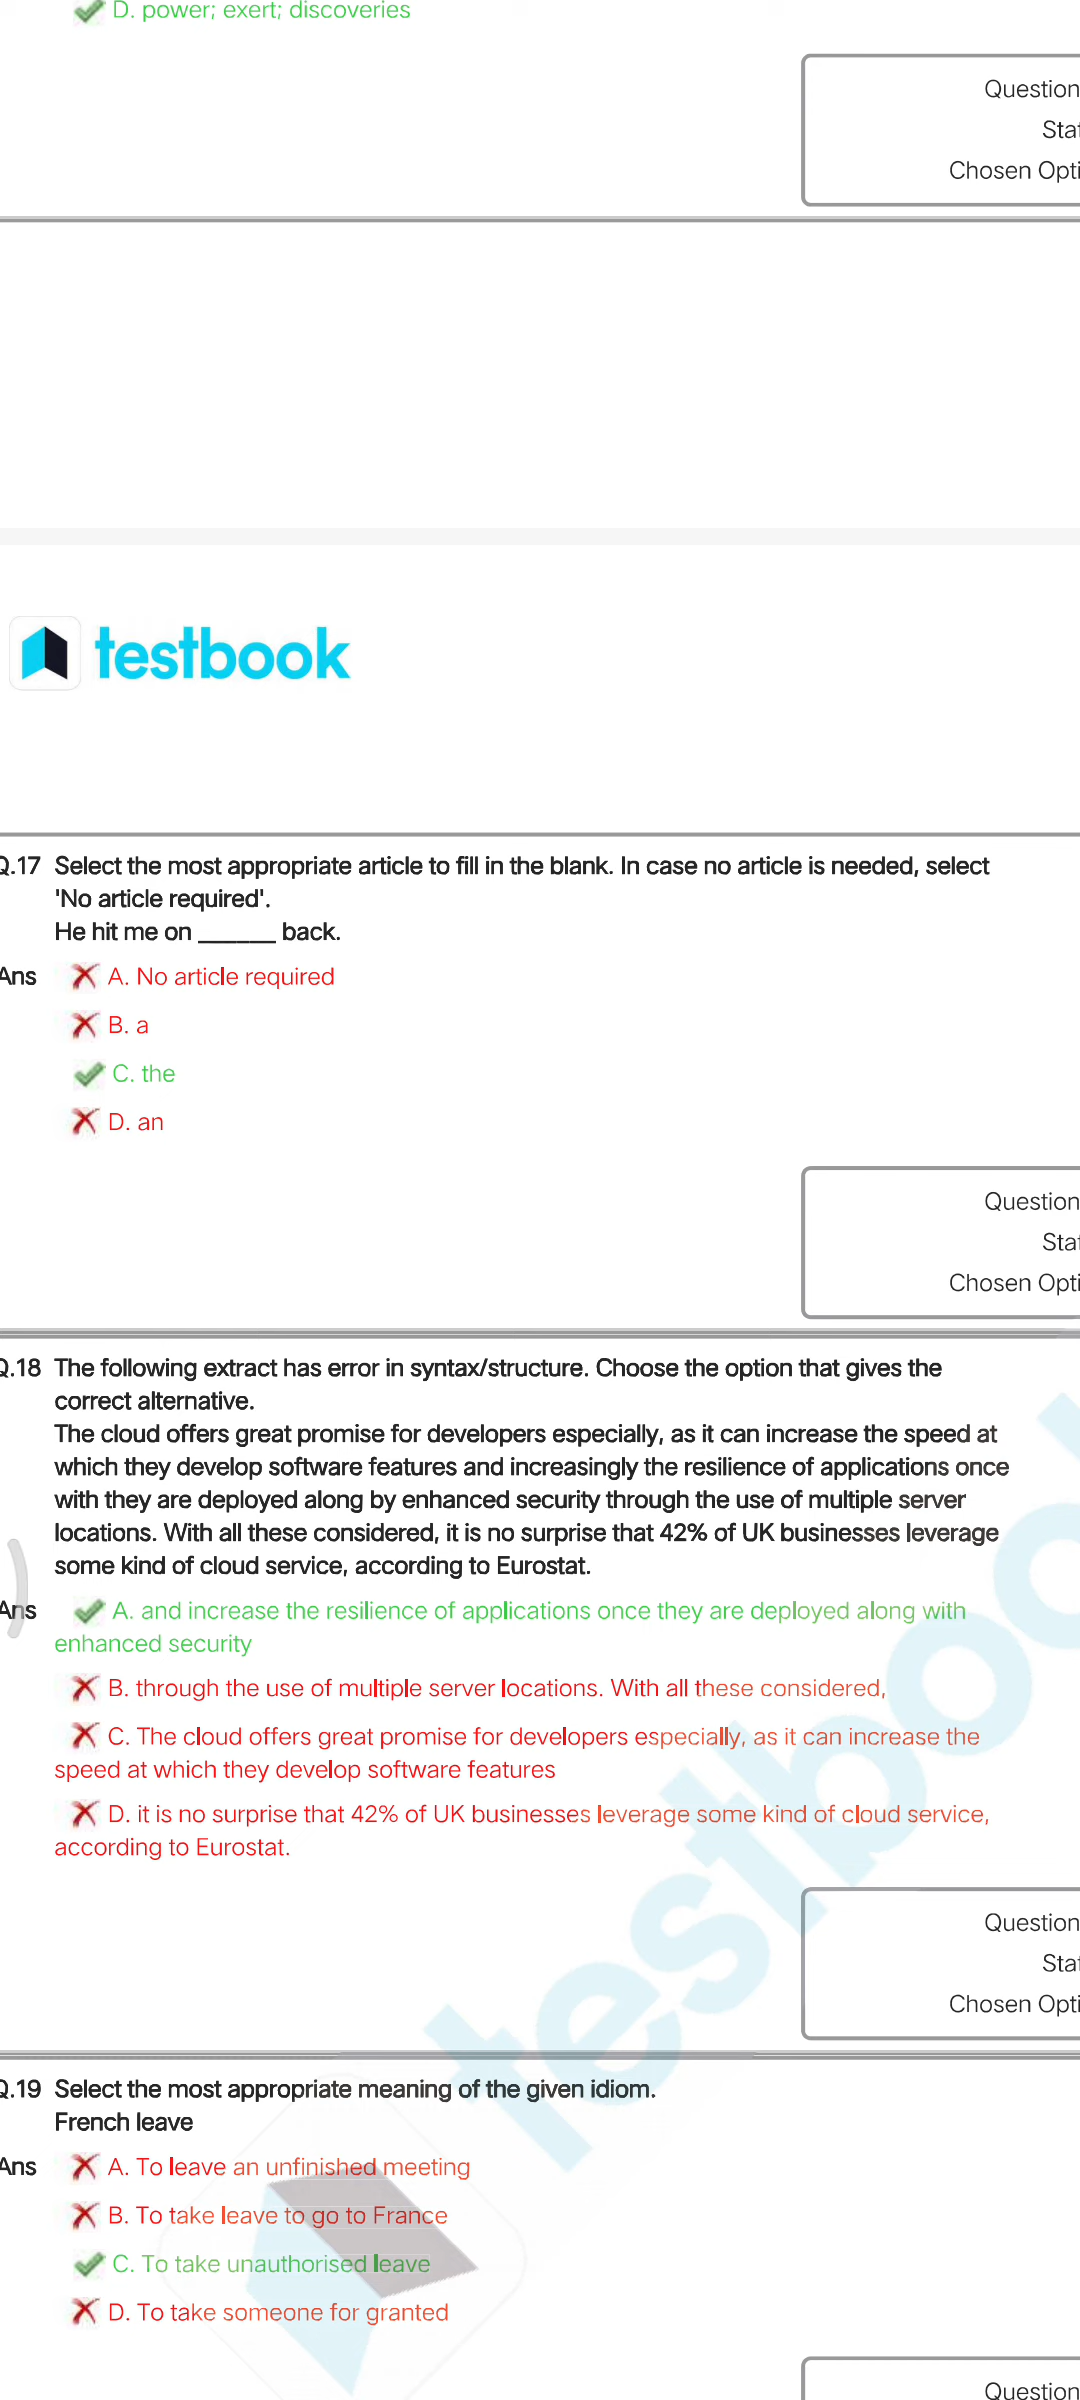 D. power; exert; discoveries
Question
Chosen
testbook
Q.17 Select the most appropriate article to fill in the blank. In case no article is needed, select
'No article required'.
He hit me on ______ back.
Ans A. No article required
B. a
C. the
D. an
Question
Chosen
Q.18 The following extract has error in syntax/structure. Choose the option that gives the
correct alternative.
The cloud offers great promise for developers especially, as it can increase the speed at
which they develop software features and increasingly the resilience of applications once
with they are deployed along by enhanced security through the use of multiple server
locations. With all these considered, it is no surprise that 42% of UK businesses leverage
some kind of cloud service, according to Eurostat.
Ans A. and increase the resilience of applications once they are deployed along with
enhanced security
B. through the use of multiple server locations. With all these considered,
C. The cloud offers great promise for developers especially, as it can increase the
speed at which they develop software features
D. it is no surprise that 42% of UK businesses leverage some kind of cloud service,
according to Eurostat.
Question
Chosen
Q.19 Select the most appropriate meaning of the given idiom.
French leave
Ans A. To leave an unfinished meeting
B. To take leave to go to France
C. To take unauthorised leave
D. To take someone for granted
Question
testbook